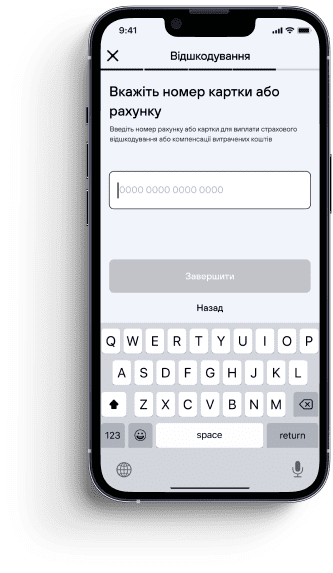 9:41
Відшкодування
Вкажіть номер картки або
рахунку
Введіть номер рахунку або картки для виплати страхового
відшкодування або компенсації витрачених коштів
0000 0000 0000 0000
Завершити
Назад
Q W E R T Y U I O P
A S D F G H J K L
Z X C V B N M
123 space return